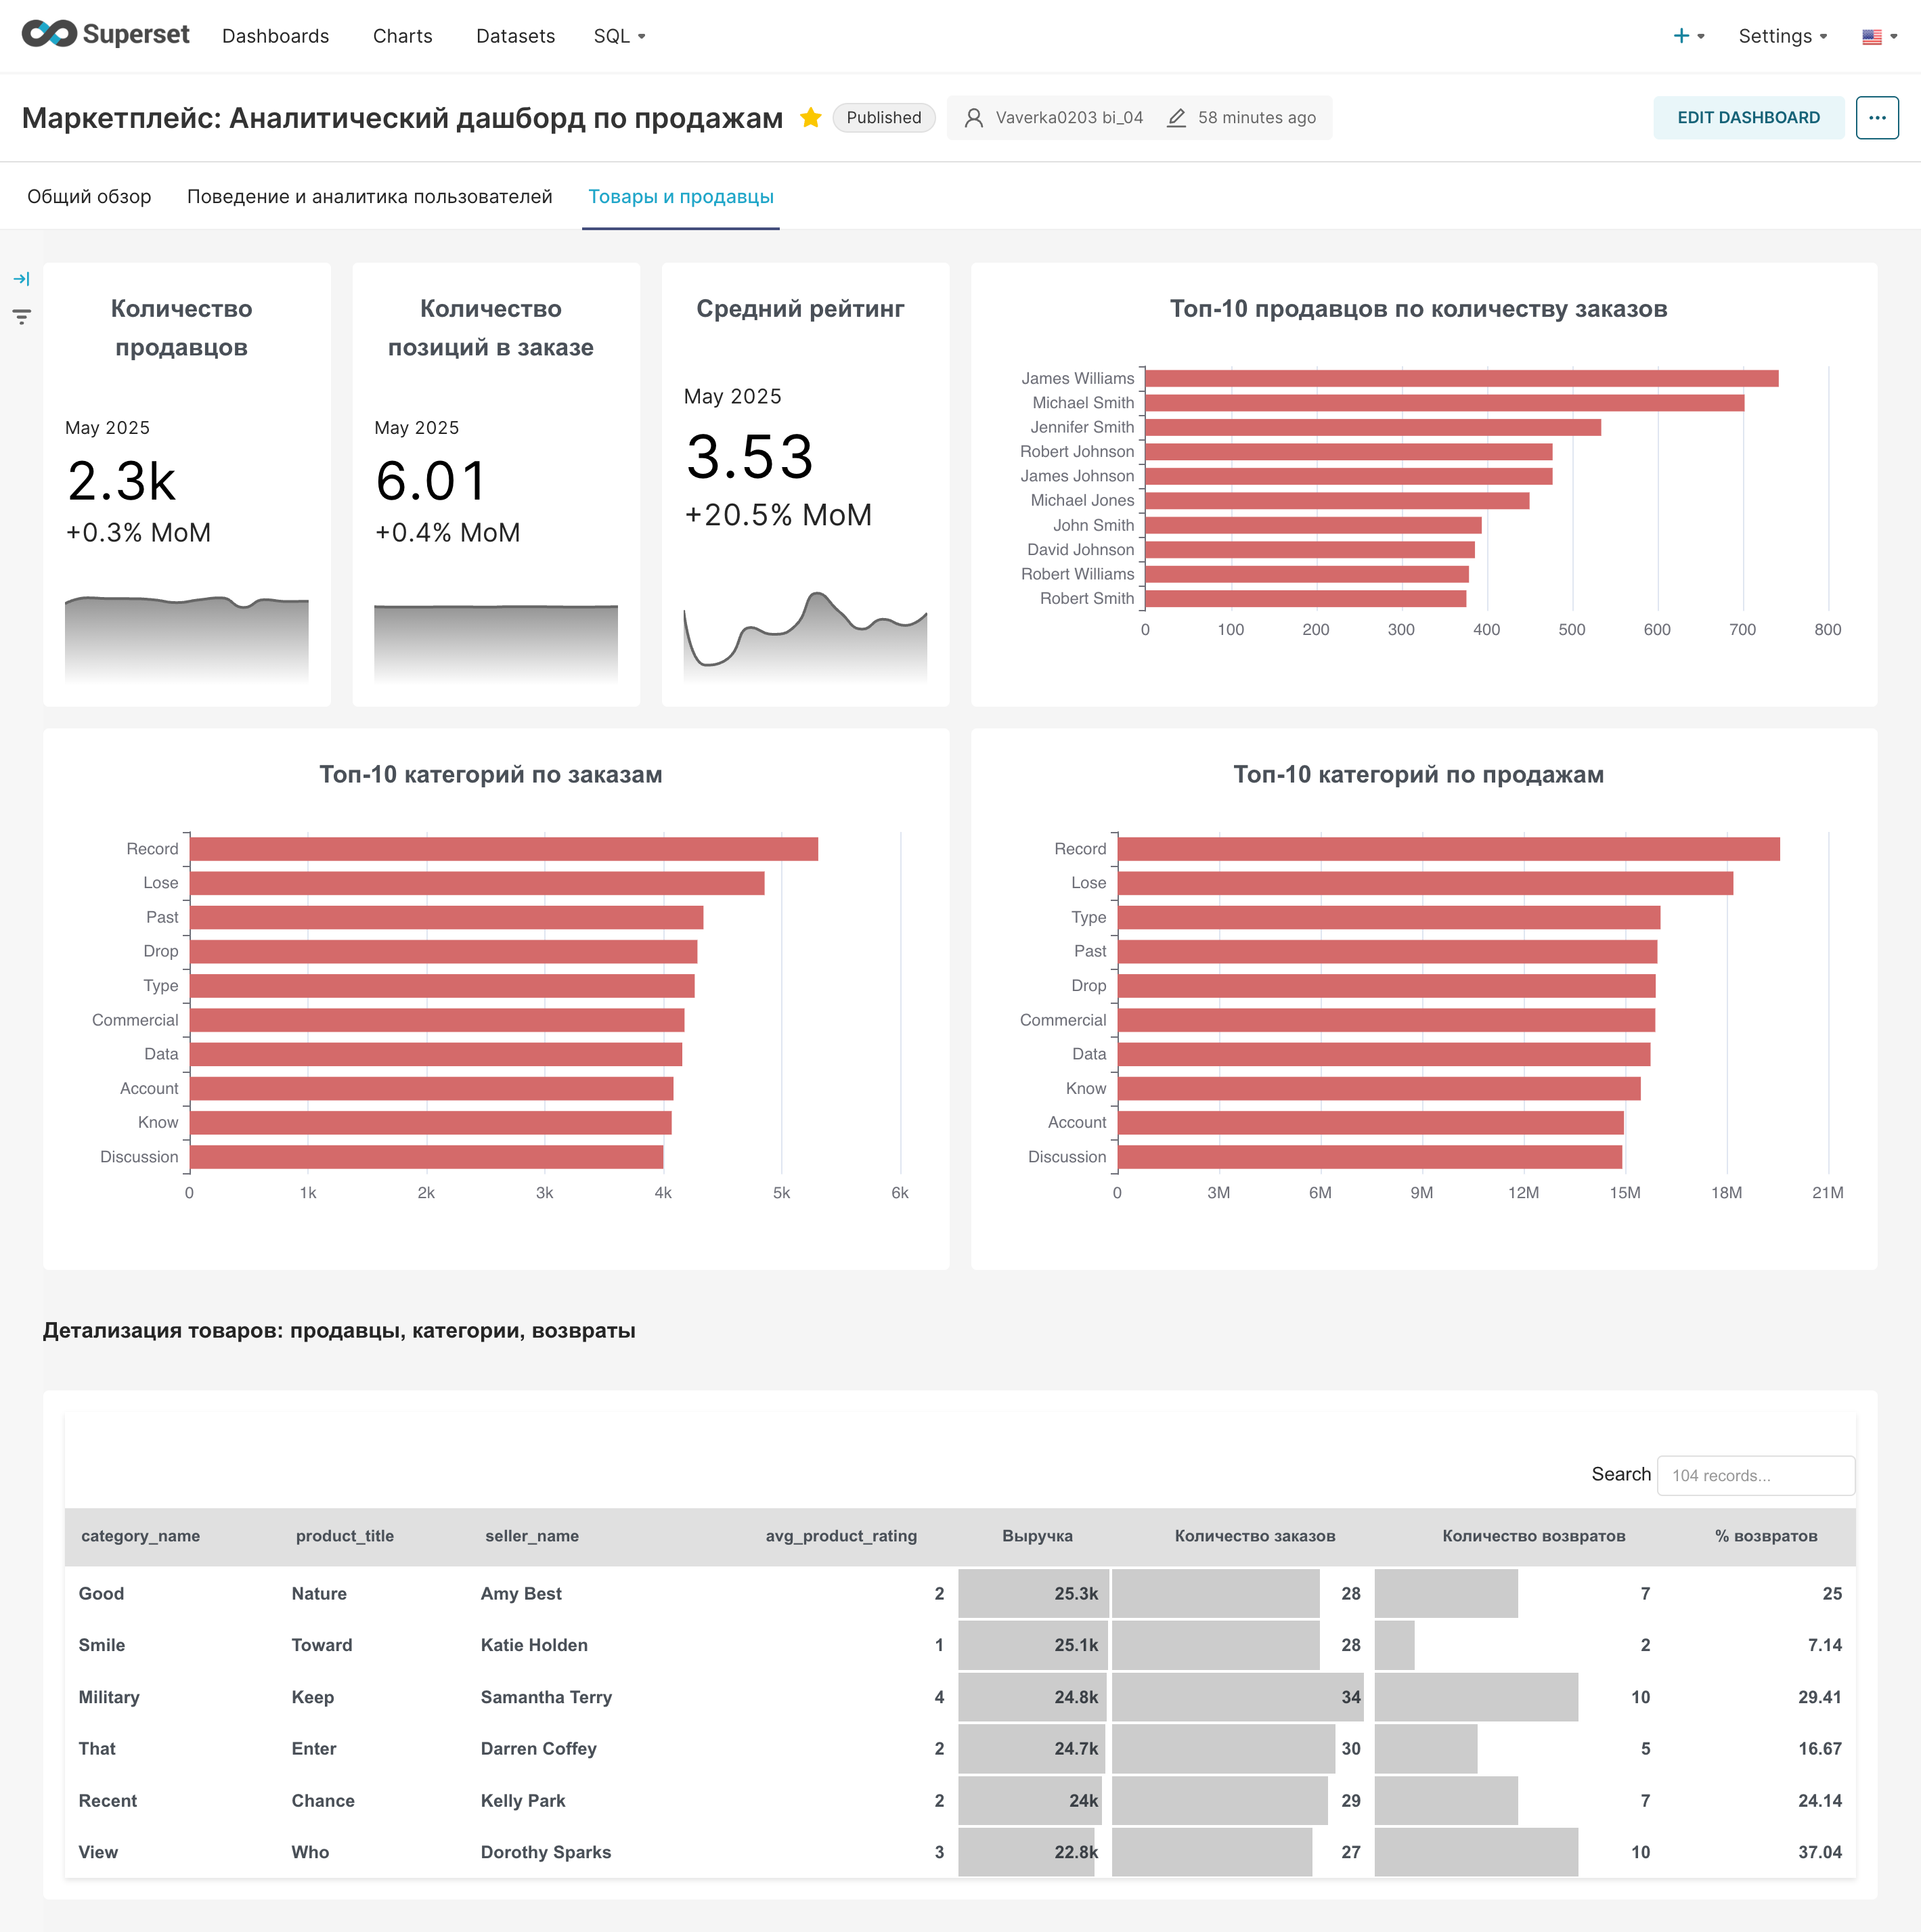 Superset
Dashboards Charts Datasets SQL
Settings
Маркетплейс: Аналитический дашборд по продажам
Published
Vaverka0203 bi_04
58 minutes ago
EDIT DASHBOARD
Общий обзор
Поведение и аналитика пользователей
Товары и продавцы
Количество
продавцов
May 2025
2.3k
+0.3% MoM
Количество
позиций в заказе
May 2025
6.01
+0.4% MoM
Средний рейтинг
May 2025
3.53
+20.5% MoM
Топ-10 продавцов по количеству заказов
James Williams
Michael Smith
Jennifer Smith
Robert Johnson
James Johnson
Michael Jones
John Smith
David Johnson
Robert Williams
Robert Smith
0 100 200 300 400 500 600 700 800
Топ-10 категорий по заказам
Record
Lose
Past
Drop
Type
Commercial
Data
Account
Know
Discussion
0 1k 2k 3k 4k 5k 6k
Топ-10 категорий по продажам
Record
Lose
Type
Past
Drop
Commercial
Data
Know
Account
Discussion
0 3M 6M 9M 12M 15M 18M 21M
Детализация товаров: продавцы, категории, возвраты
Search 104 records...
category_name product_title seller_name avg_product_rating Выручка Количество заказов Количество возвратов % возвратов
Good Nature Amy Best 2 25.3k 28 7 25
Smile Toward Katie Holden 1 25.1k 28 2 7.14
Military Keep Samantha Terry 4 24.8k 34 10 29.41
That Enter Darren Coffey 2 24.7k 30 5 16.67
Recent Chance Kelly Park 2 24k 29 7 24.14
View Who Dorothy Sparks 3 22.8k 27 10 37.04